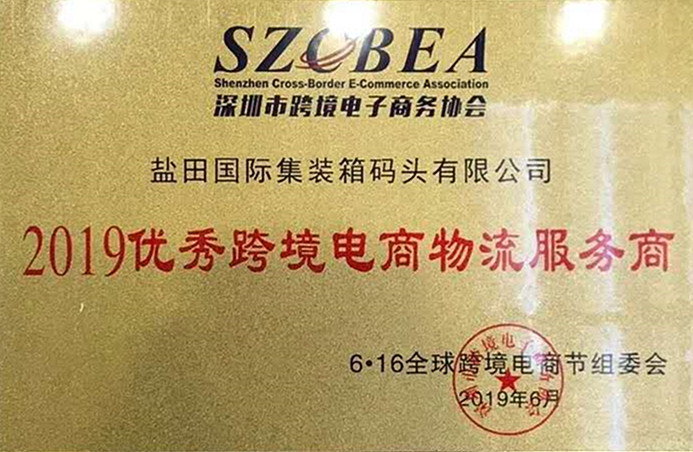 SZCBEA
Shenzhen Cross-Border E-Commerce Association
深圳市跨境电子商务协会
盐田国际集装箱码头有限公司
2019优秀跨境电商物流服务商
6·16全球跨境电商节组委会
2019年6月